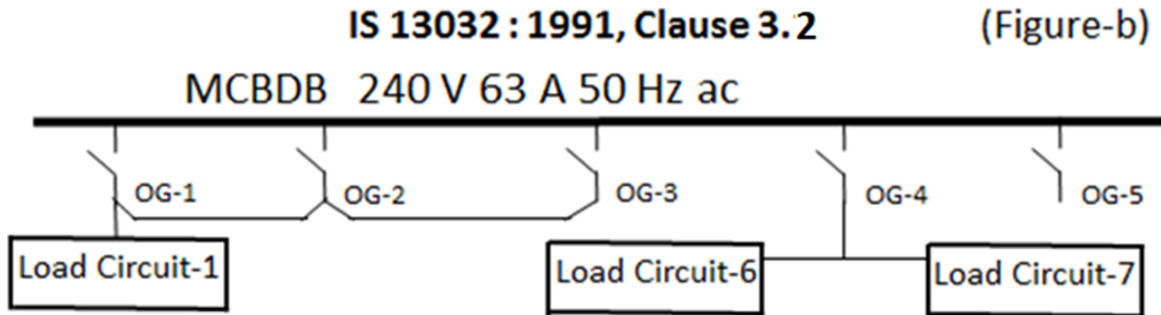 IS 13032 : 1991, Clause 3.2 (Figure-b)
MCBDB 240 V 63 A 50 Hz ac
OG-1 OG-2 OG-3 OG-4 OG-5
Load Circuit-1 Load Circuit-6 Load Circuit-7